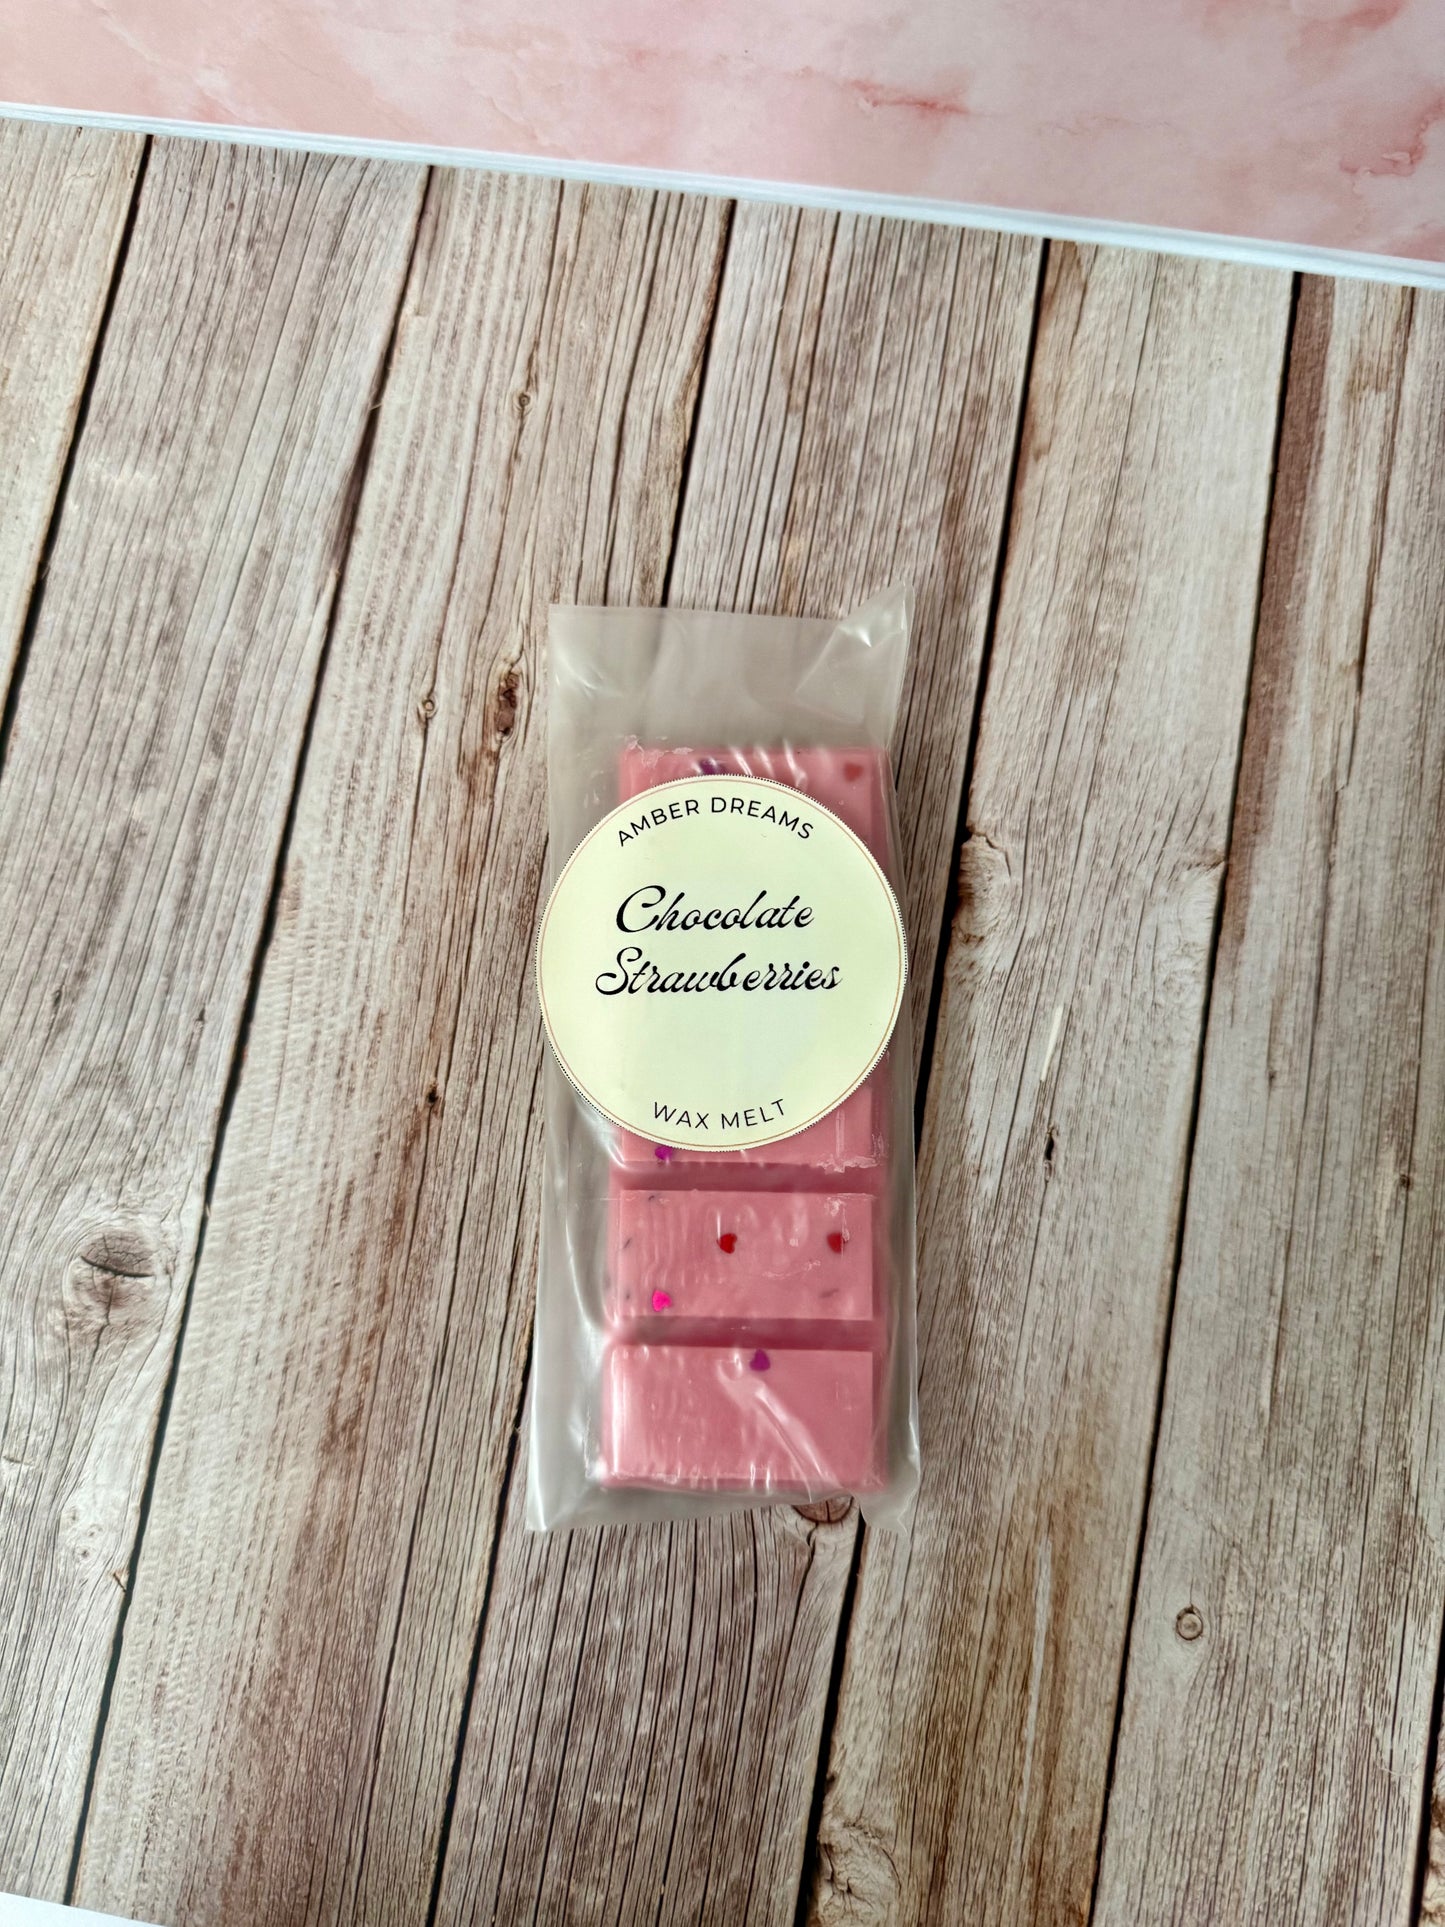 AMBER DREAMS
Chocolate
Strawberries
WAX MELT